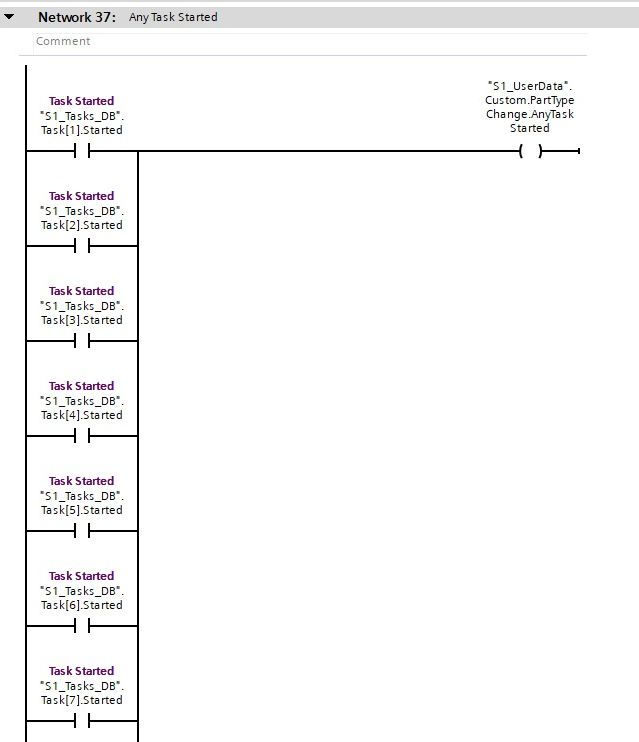 Network 37: Any Task Started
Comment
Task Started
"S1_Tasks_DB".
Task[1].Started
"S1_UserData".
Custom.PartType
Change.AnyTask
Started
Task Started
"S1_Tasks_DB".
Task[2].Started
Task Started
"S1_Tasks_DB".
Task[3].Started
Task Started
"S1_Tasks_DB".
Task[4].Started
Task Started
"S1_Tasks_DB".
Task[5].Started
Task Started
"S1_Tasks_DB".
Task[6].Started
Task Started
"S1_Tasks_DB".
Task[7].Started